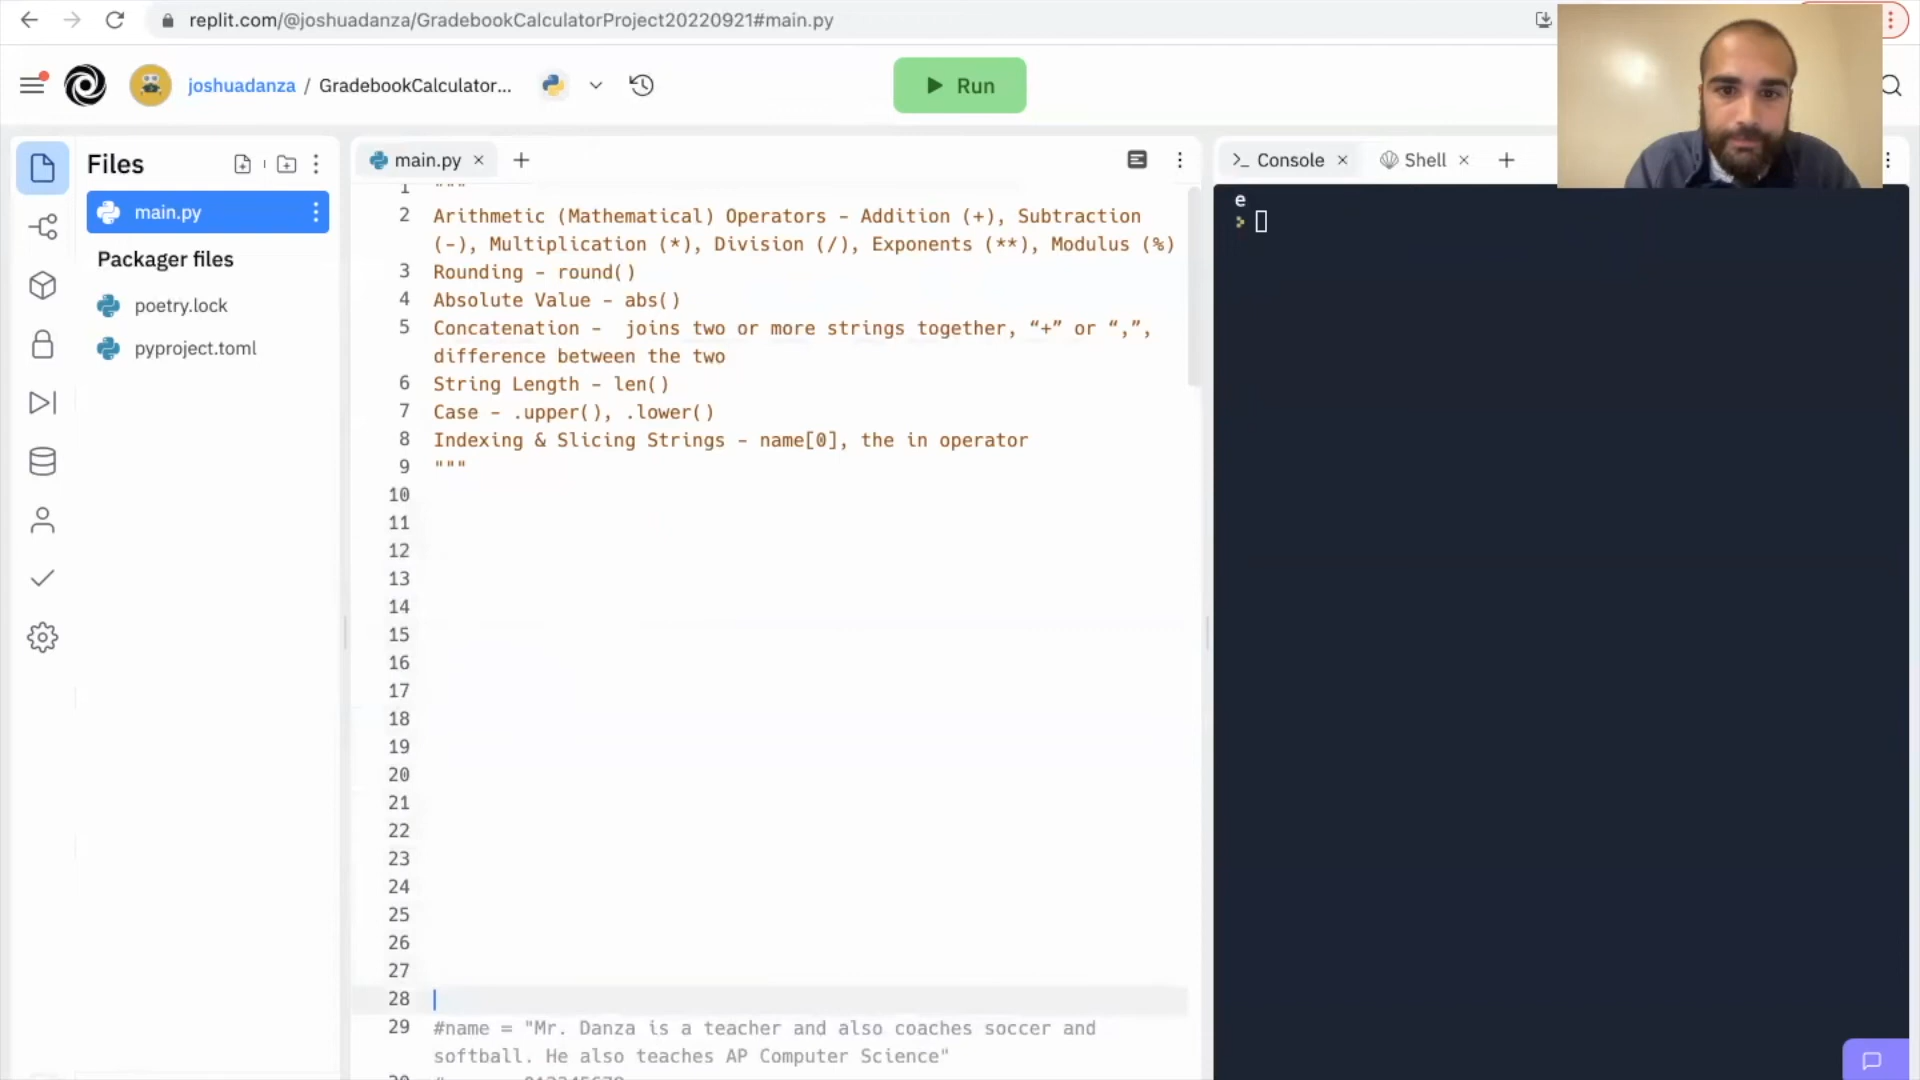 replit.com/@joshuadanza/GradebookCalculatorProject20220921#main.py
joshuadanza / GradebookCalculator...
Run
Files
main.py
Packager files
poetry.lock
pyproject.toml
main.py
Console
Shell
1 """
2 Arithmetic (Mathematical) Operators - Addition (+), Subtraction
(-), Multiplication (*), Division (/), Exponents (**), Modulus (%)
3 Rounding - round()
4 Absolute Value - abs()
5 Concatenation -  joins two or more strings together, “+” or “,”,
difference between the two
6 String Length - len()
7 Case - .upper(), .lower()
8 Indexing & Slicing Strings - name[0], the in operator
9 """
10
11
12
13
14
15
16
17
18
19
20
21
22
23
24
25
26
27
28
29 #name = "Mr. Danza is a teacher and also coaches soccer and
softball. He also teaches AP Computer Science"
e